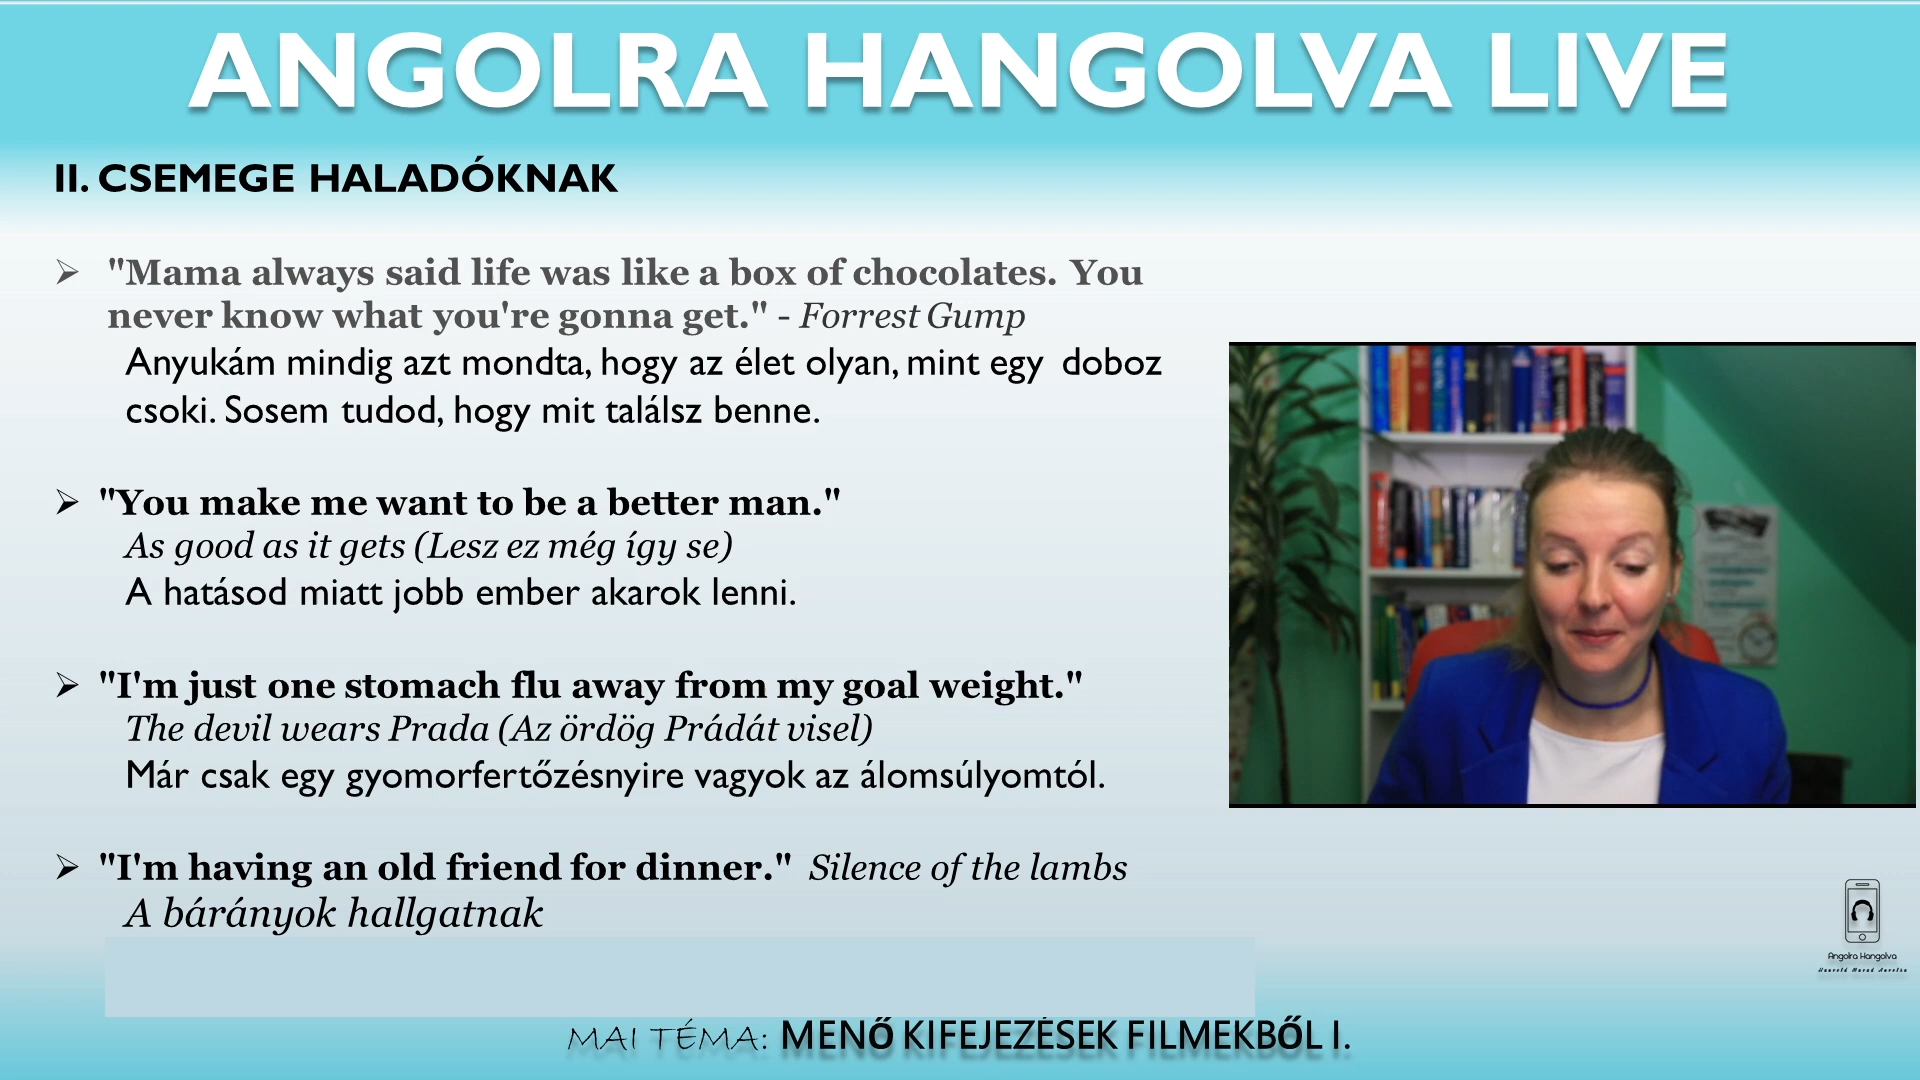 ANGOLRA HANGOLVA LIVE
II. CSEMEGE HALADÓKNAK
➢ "Mama always said life was like a box of chocolates. You
never know what you're gonna get." - Forrest Gump
Anyukám mindig azt mondta, hogy az élet olyan, mint egy doboz
csoki. Sosem tudod, hogy mit találsz benne.
➢ "You make me want to be a better man."
As good as it gets (Lesz ez még így se)
A hatásod miatt jobb ember akarok lenni.
➢ "I'm just one stomach flu away from my goal weight."
The devil wears Prada (Az ördög Prádát visel)
Már csak egy gyomorfertőzésnyire vagyok az álomsúlyomtól.
➢ "I'm having an old friend for dinner." Silence of the lambs
A bárányok hallgatnak
Angolra Hangolva
MAI TÉMA: MENŐ KIFEJEZÉSEK FILMEKBŐL I.